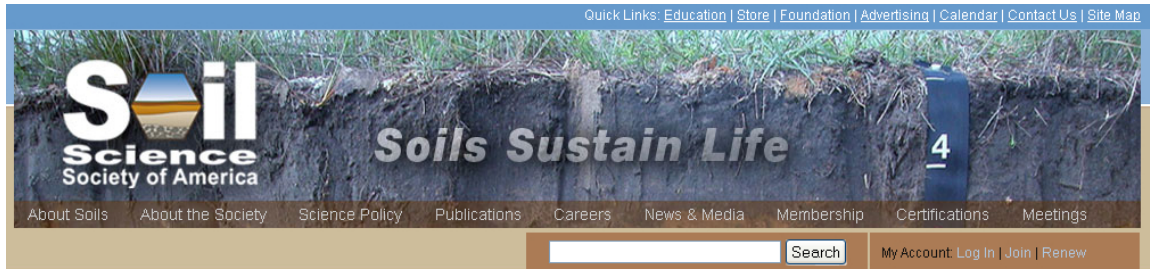 Quick Links: Education | Store | Foundation | Advertising | Calendar | Contact Us | Site Map
Soil
Science
Society of America
Soils Sustain Life
4
About Soils About the Society Science Policy Publications Careers News & Media Membership Certifications Meetings
Search My Account: Log In | Join | Renew